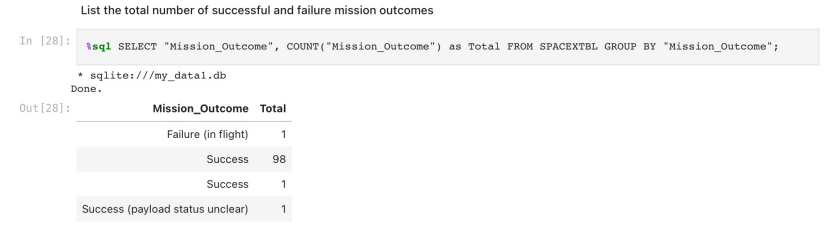 List the total number of successful and failure mission outcomes
In [28]: %sql SELECT "Mission_Outcome", COUNT("Mission_Outcome") as Total FROM SPACEXTBL GROUP BY "Mission_Outcome";
* sqlite:///my_data1.db
Done.
Out[28]: Mission_Outcome Total
Failure (in flight) 1
Success 98
Success 1
Success (payload status unclear) 1